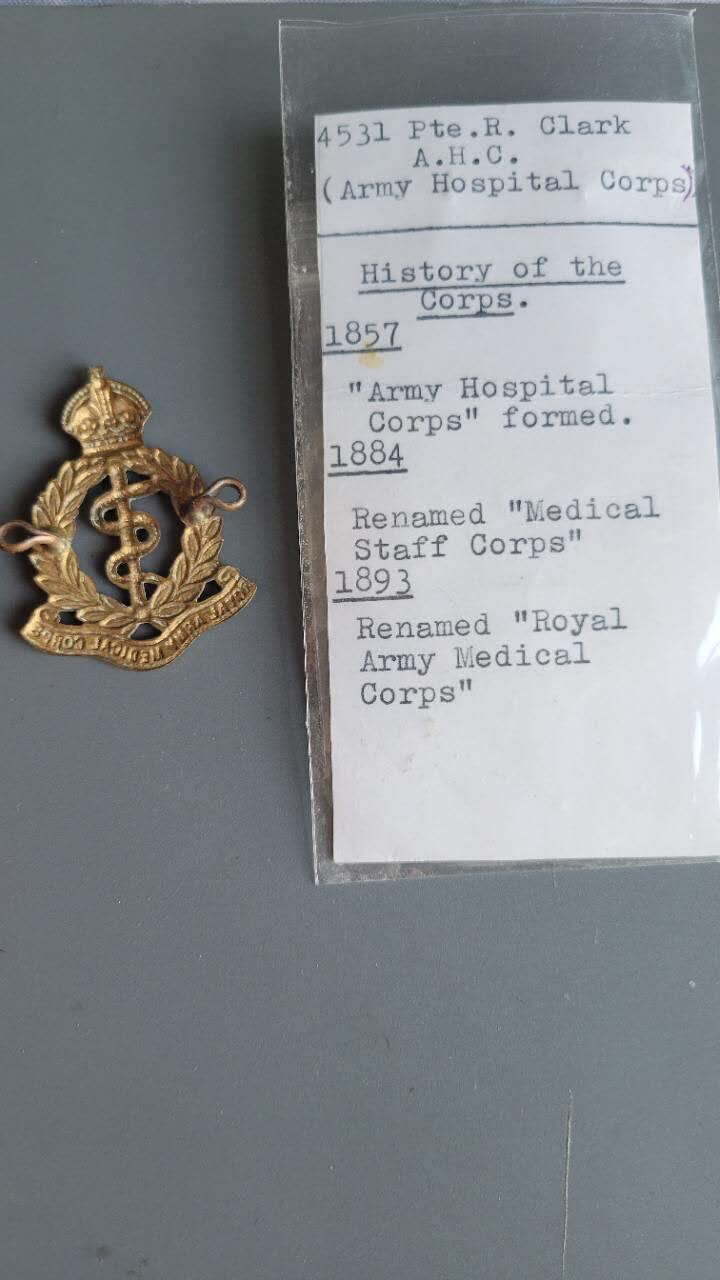 4531 Pte.R. Clark
A.H.C.
(Army Hospital Corps)
History of the
Corps.
1857
"Army Hospital
Corps" formed.
1884
Renamed "Medical
Staff Corps"
1893
Renamed "Royal
Army Medical
Corps"
ROYAL ARMY MEDICAL CORPS